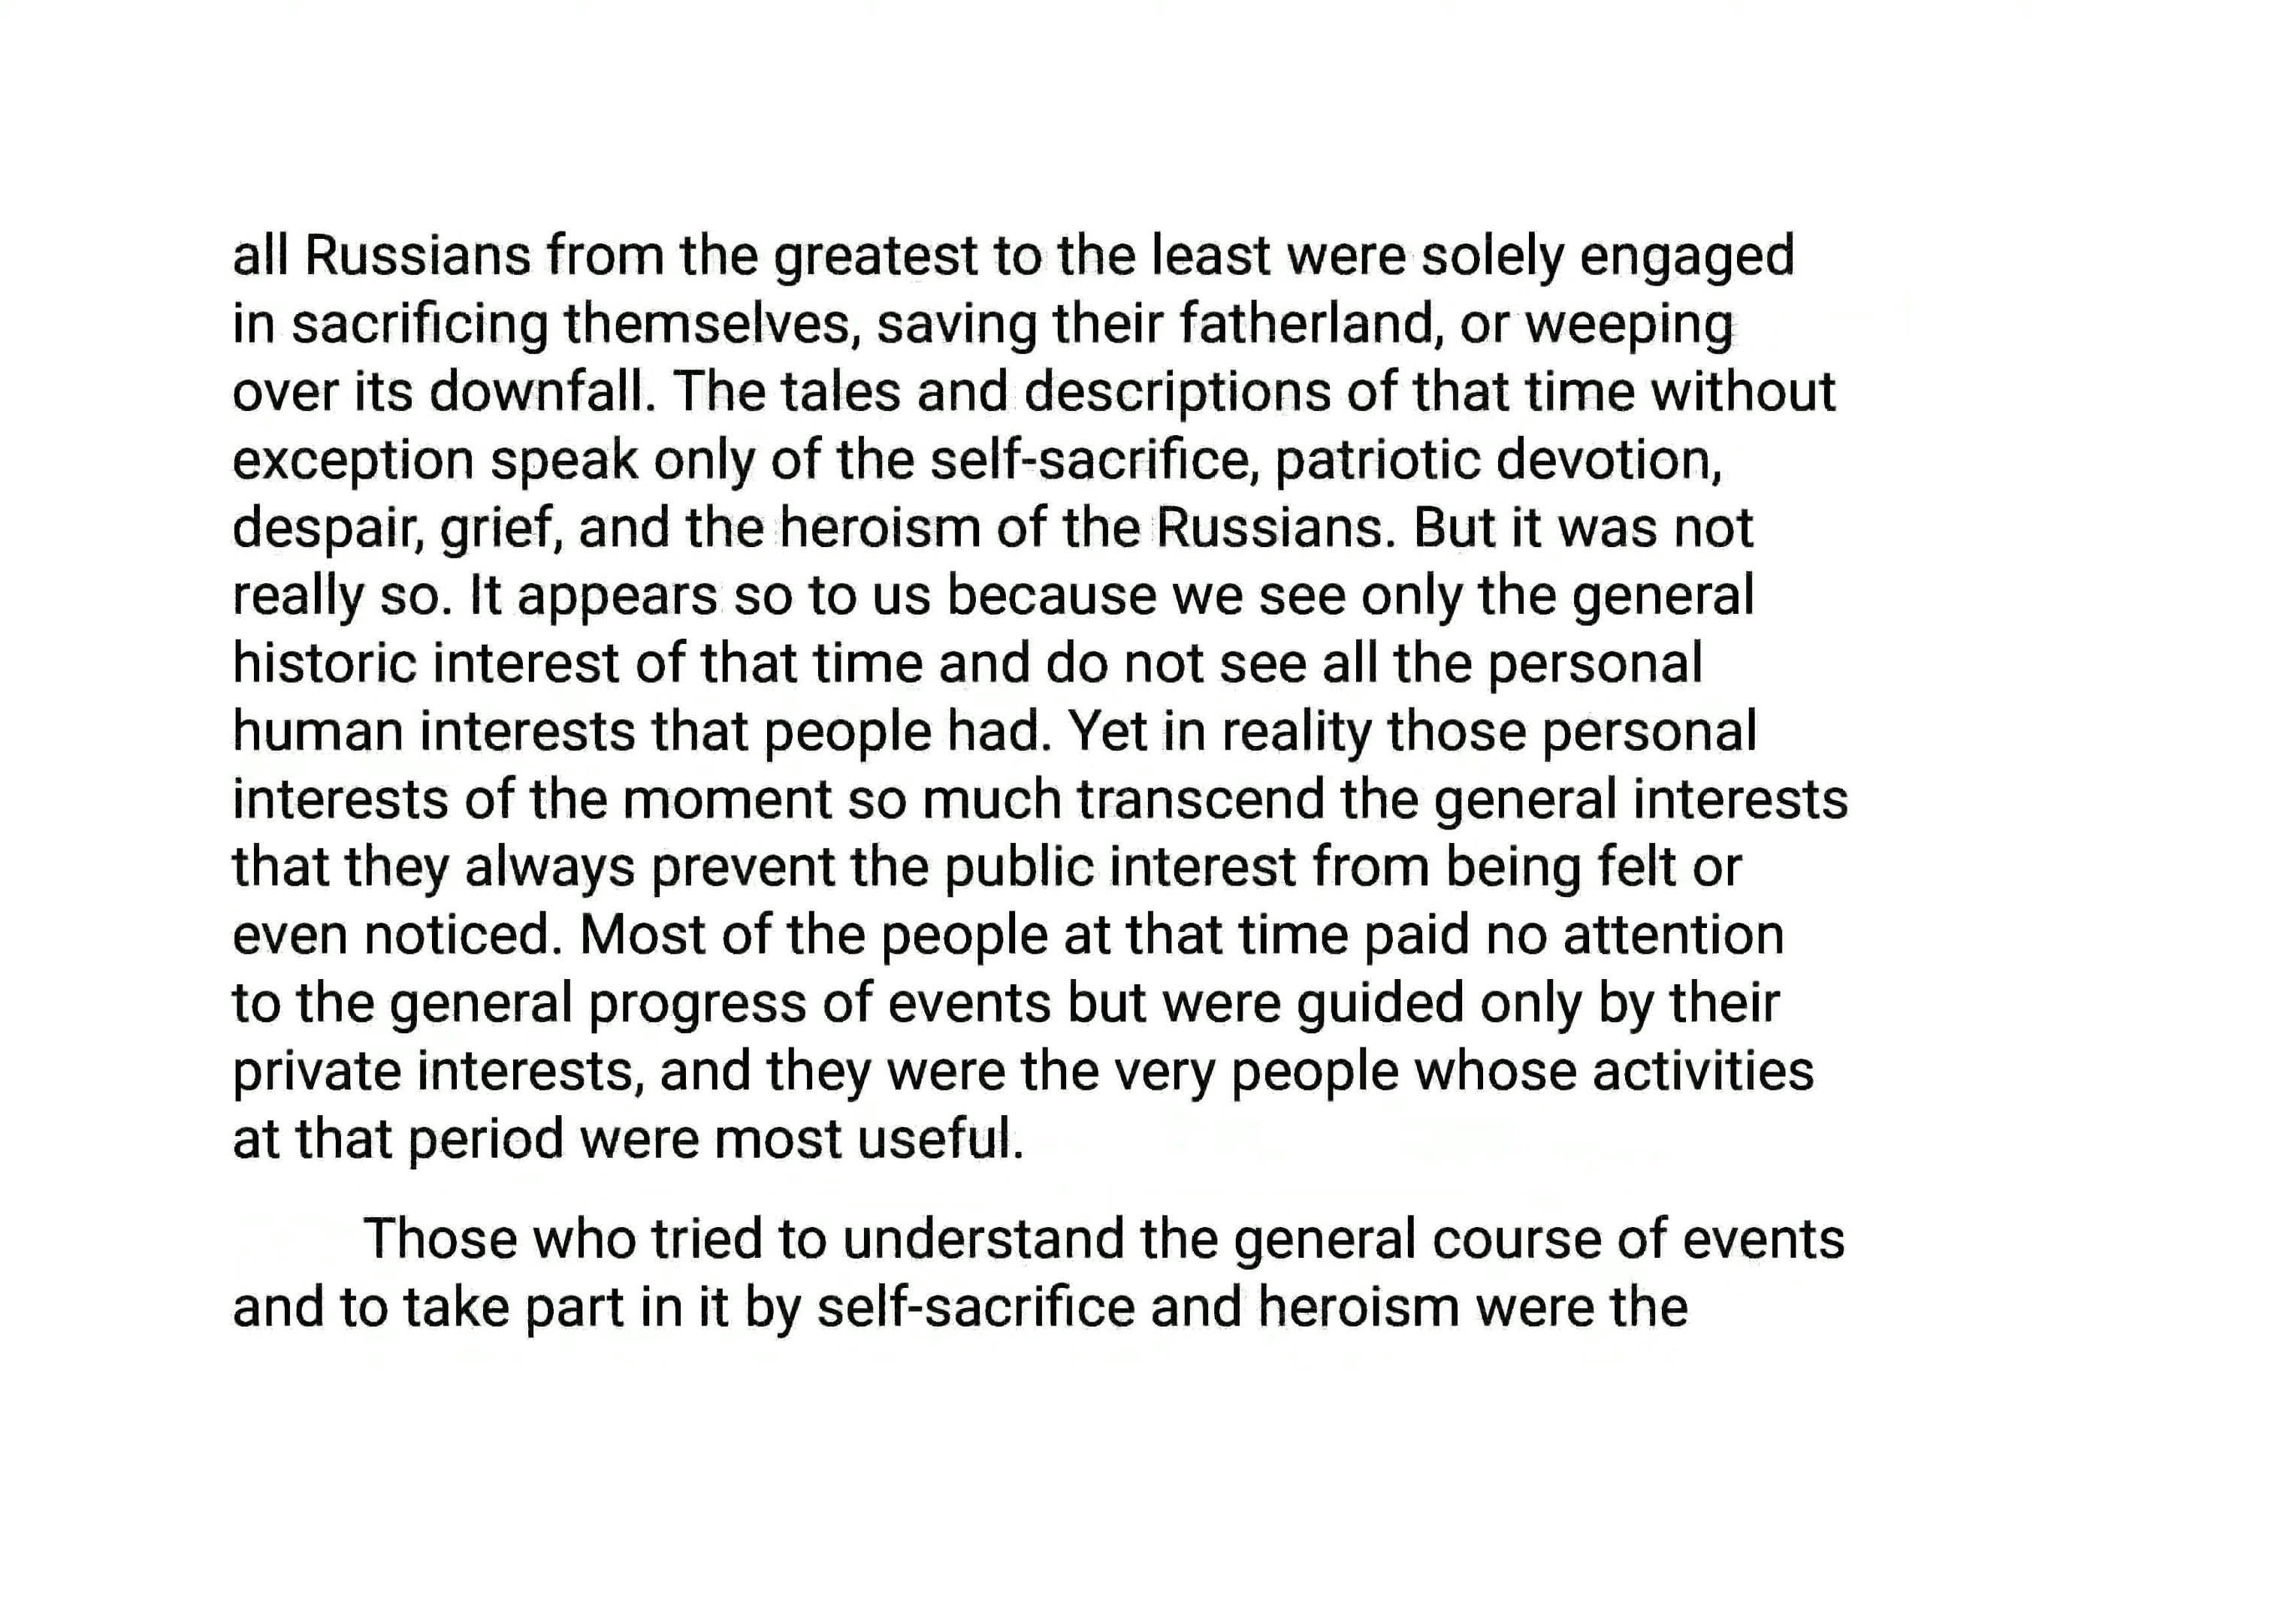 all Russians from the greatest to the least were solely engaged
in sacrificing themselves, saving their fatherland, or weeping
over its downfall. The tales and descriptions of that time without
exception speak only of the self-sacrifice, patriotic devotion,
despair, grief, and the heroism of the Russians. But it was not
really so. It appears so to us because we see only the general
historic interest of that time and do not see all the personal
human interests that people had. Yet in reality those personal
interests of the moment so much transcend the general interests
that they always prevent the public interest from being felt or
even noticed. Most of the people at that time paid no attention
to the general progress of events but were guided only by their
private interests, and they were the very people whose activities
at that period were most useful.
Those who tried to understand the general course of events
and to take part in it by self-sacrifice and heroism were the